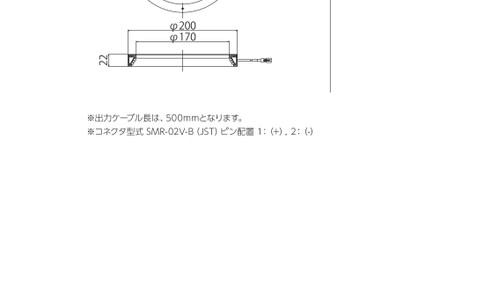 φ200
φ170
22
※出力ケーブル長は、500mmとなります。
※コネクタ型式 SMR-02V-B (JST) ピン配置 1: (+) , 2: (-)